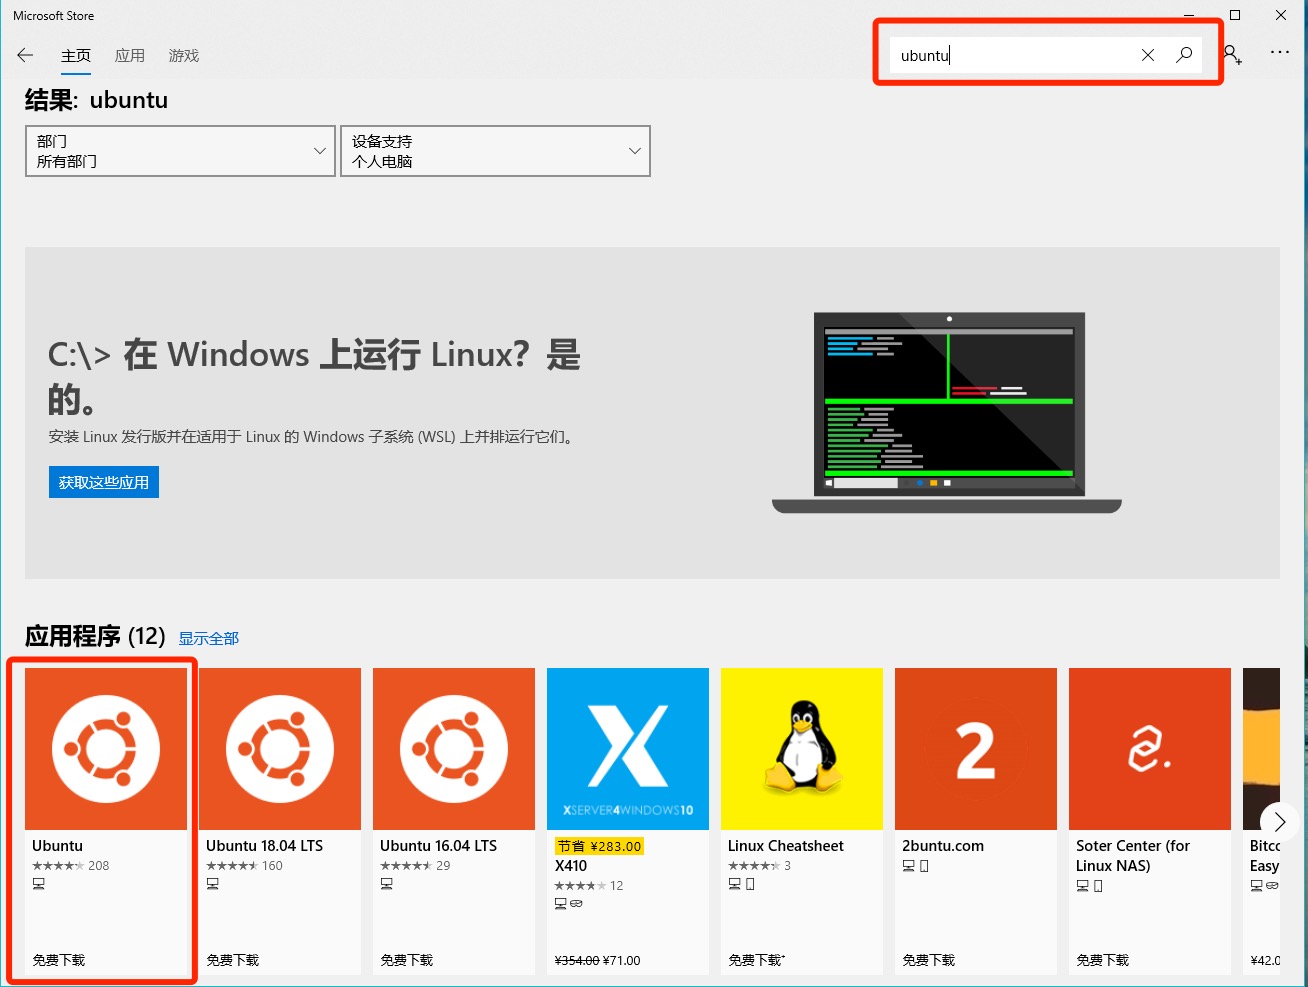 Microsoft Store
主页 应用 游戏
ubuntu
结果: ubuntu
部门
所有部门
设备支持
个人电脑
C:\> 在 Windows 上运行 Linux？是
的。
安装 Linux 发行版并在适用于 Linux 的 Windows 子系统 (WSL) 上并排运行它们。
获取这些应用
应用程序 (12) 显示全部
2
XSERVER4WINDOWS10
Ubuntu
208
免费下载
Ubuntu 18.04 LTS
160
免费下载
Ubuntu 16.04 LTS
29
免费下载
节省 ¥283.00
X410
12
¥354.00 ¥71.00
Linux Cheatsheet
3
免费下载+
2buntu.com
免费下载
Soter Center (for
Linux NAS)
免费下载
Easy
¥42.0